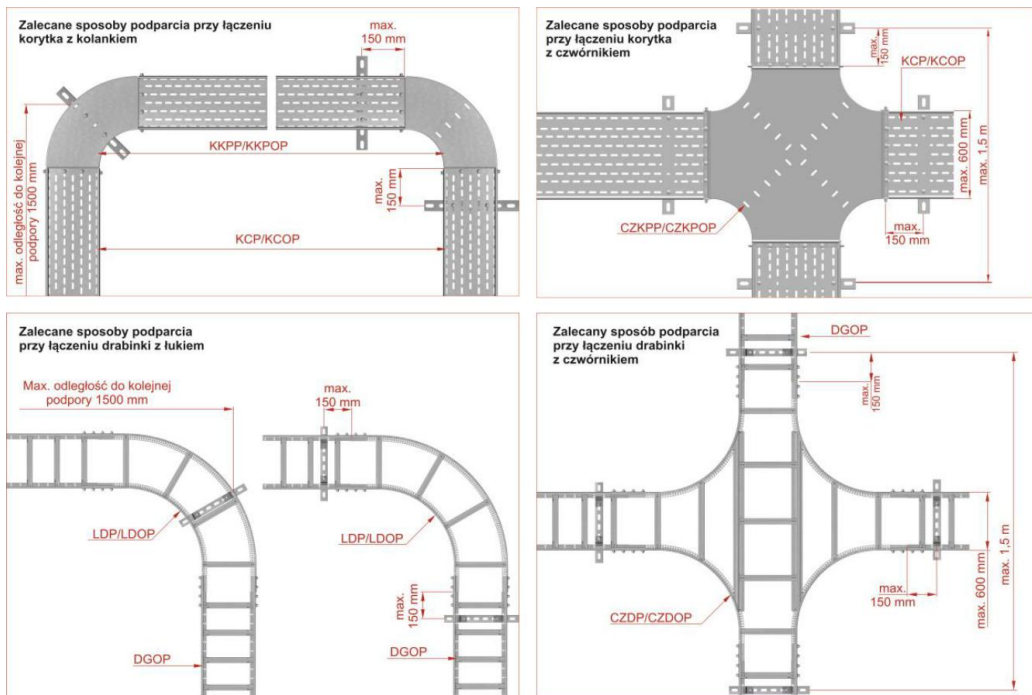 Zalecane sposoby podparcia przy łączeniu
korytka z kolankiem
max.
150 mm
max. odległość do kolejnej
podpory 1500 mm
KKPP/KKPOP
max.
150 mm
KCP/KCOP
Zalecane sposoby podparcia
przy łączeniu korytka
z czwórnikiem
max.
150 mm
KCP/KCOP
max. 600 mm
max. 1,5 m
CZKPP/CZKPOP
max.
150 mm
Zalecane sposoby podparcia
przy łączeniu drabinki z łukiem
Max. odległość do kolejnej
podpory 1500 mm
max.
150 mm
LDP/LDOP
LDP/LDOP
max.
150 mm
DGOP
DGOP
Zalecany sposób podparcia
przy łączeniu drabinki
z czwórnikiem
DGOP
max.
150 mm
max.
150 mm
max. 600 mm
max. 1,5 m
CZDP/CZDOP